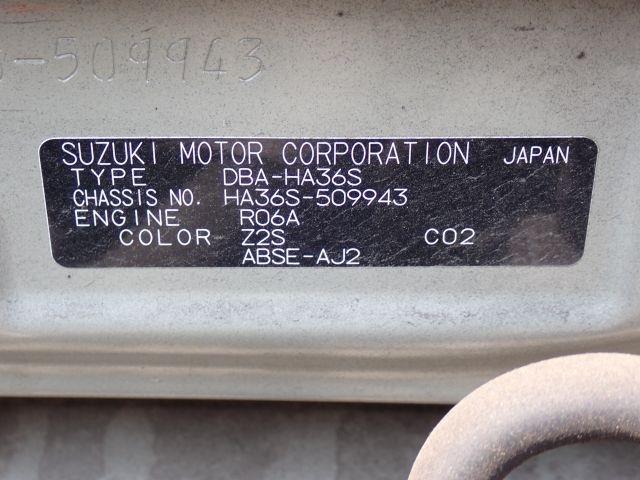 -509943
SUZUKI MOTOR CORPORATION JAPAN
TYPE DBA-HA36S
CHASSIS NO. HA36S-509943
ENGINE R06A
COLOR Z2S C02
ABSE-AJ2